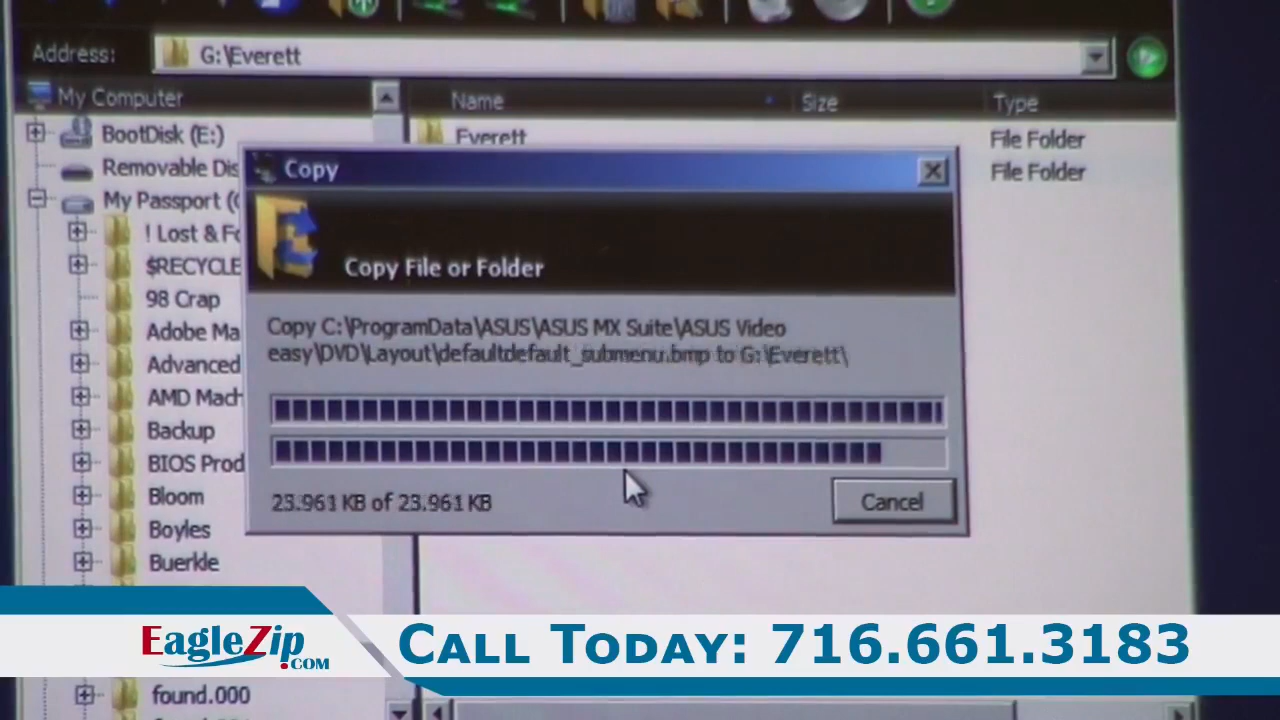 Address:
G:\Everett
My Computer
Name
Size
Type
BootDisk (E:)
Everett
File Folder
Removable Dis
File Folder
My Passport (
! Lost & Fo
$RECYCLE
98 Crap
Adobe Ma
Advanced
AMD Mach
Backup
BIOS Prod
Bloom
Boyles
Buerkle
found.000
Copy
Copy File or Folder
Copy C:\ProgramData\ASUS\ASUS MX Suite\ASUS Video
easy\DVD\Layout\defaultdefault_submenu.bmp to G:\Everett\
23.961 KB of 23.961 KB
Cancel
EagleZip
.COM
CALL TODAY: 716.661.3183